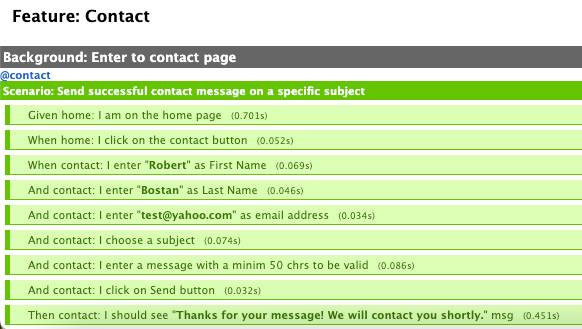 Feature: Contact
Background: Enter to contact page
@contact
Scenario: Send successful contact message on a specific subject
Given home: I am on the home page (0.701s)
When home: I click on the contact button (0.052s)
When contact: I enter "Robert" as First Name (0.069s)
And contact: I enter "Bostan" as Last Name (0.046s)
And contact: I enter "test@yahoo.com" as email address (0.034s)
And contact: I choose a subject (0.074s)
And contact: I enter a message with a minim 50 chrs to be valid (0.086s)
And contact: I click on Send button (0.032s)
Then contact: I should see "Thanks for your message! We will contact you shortly." msg (0.451s)